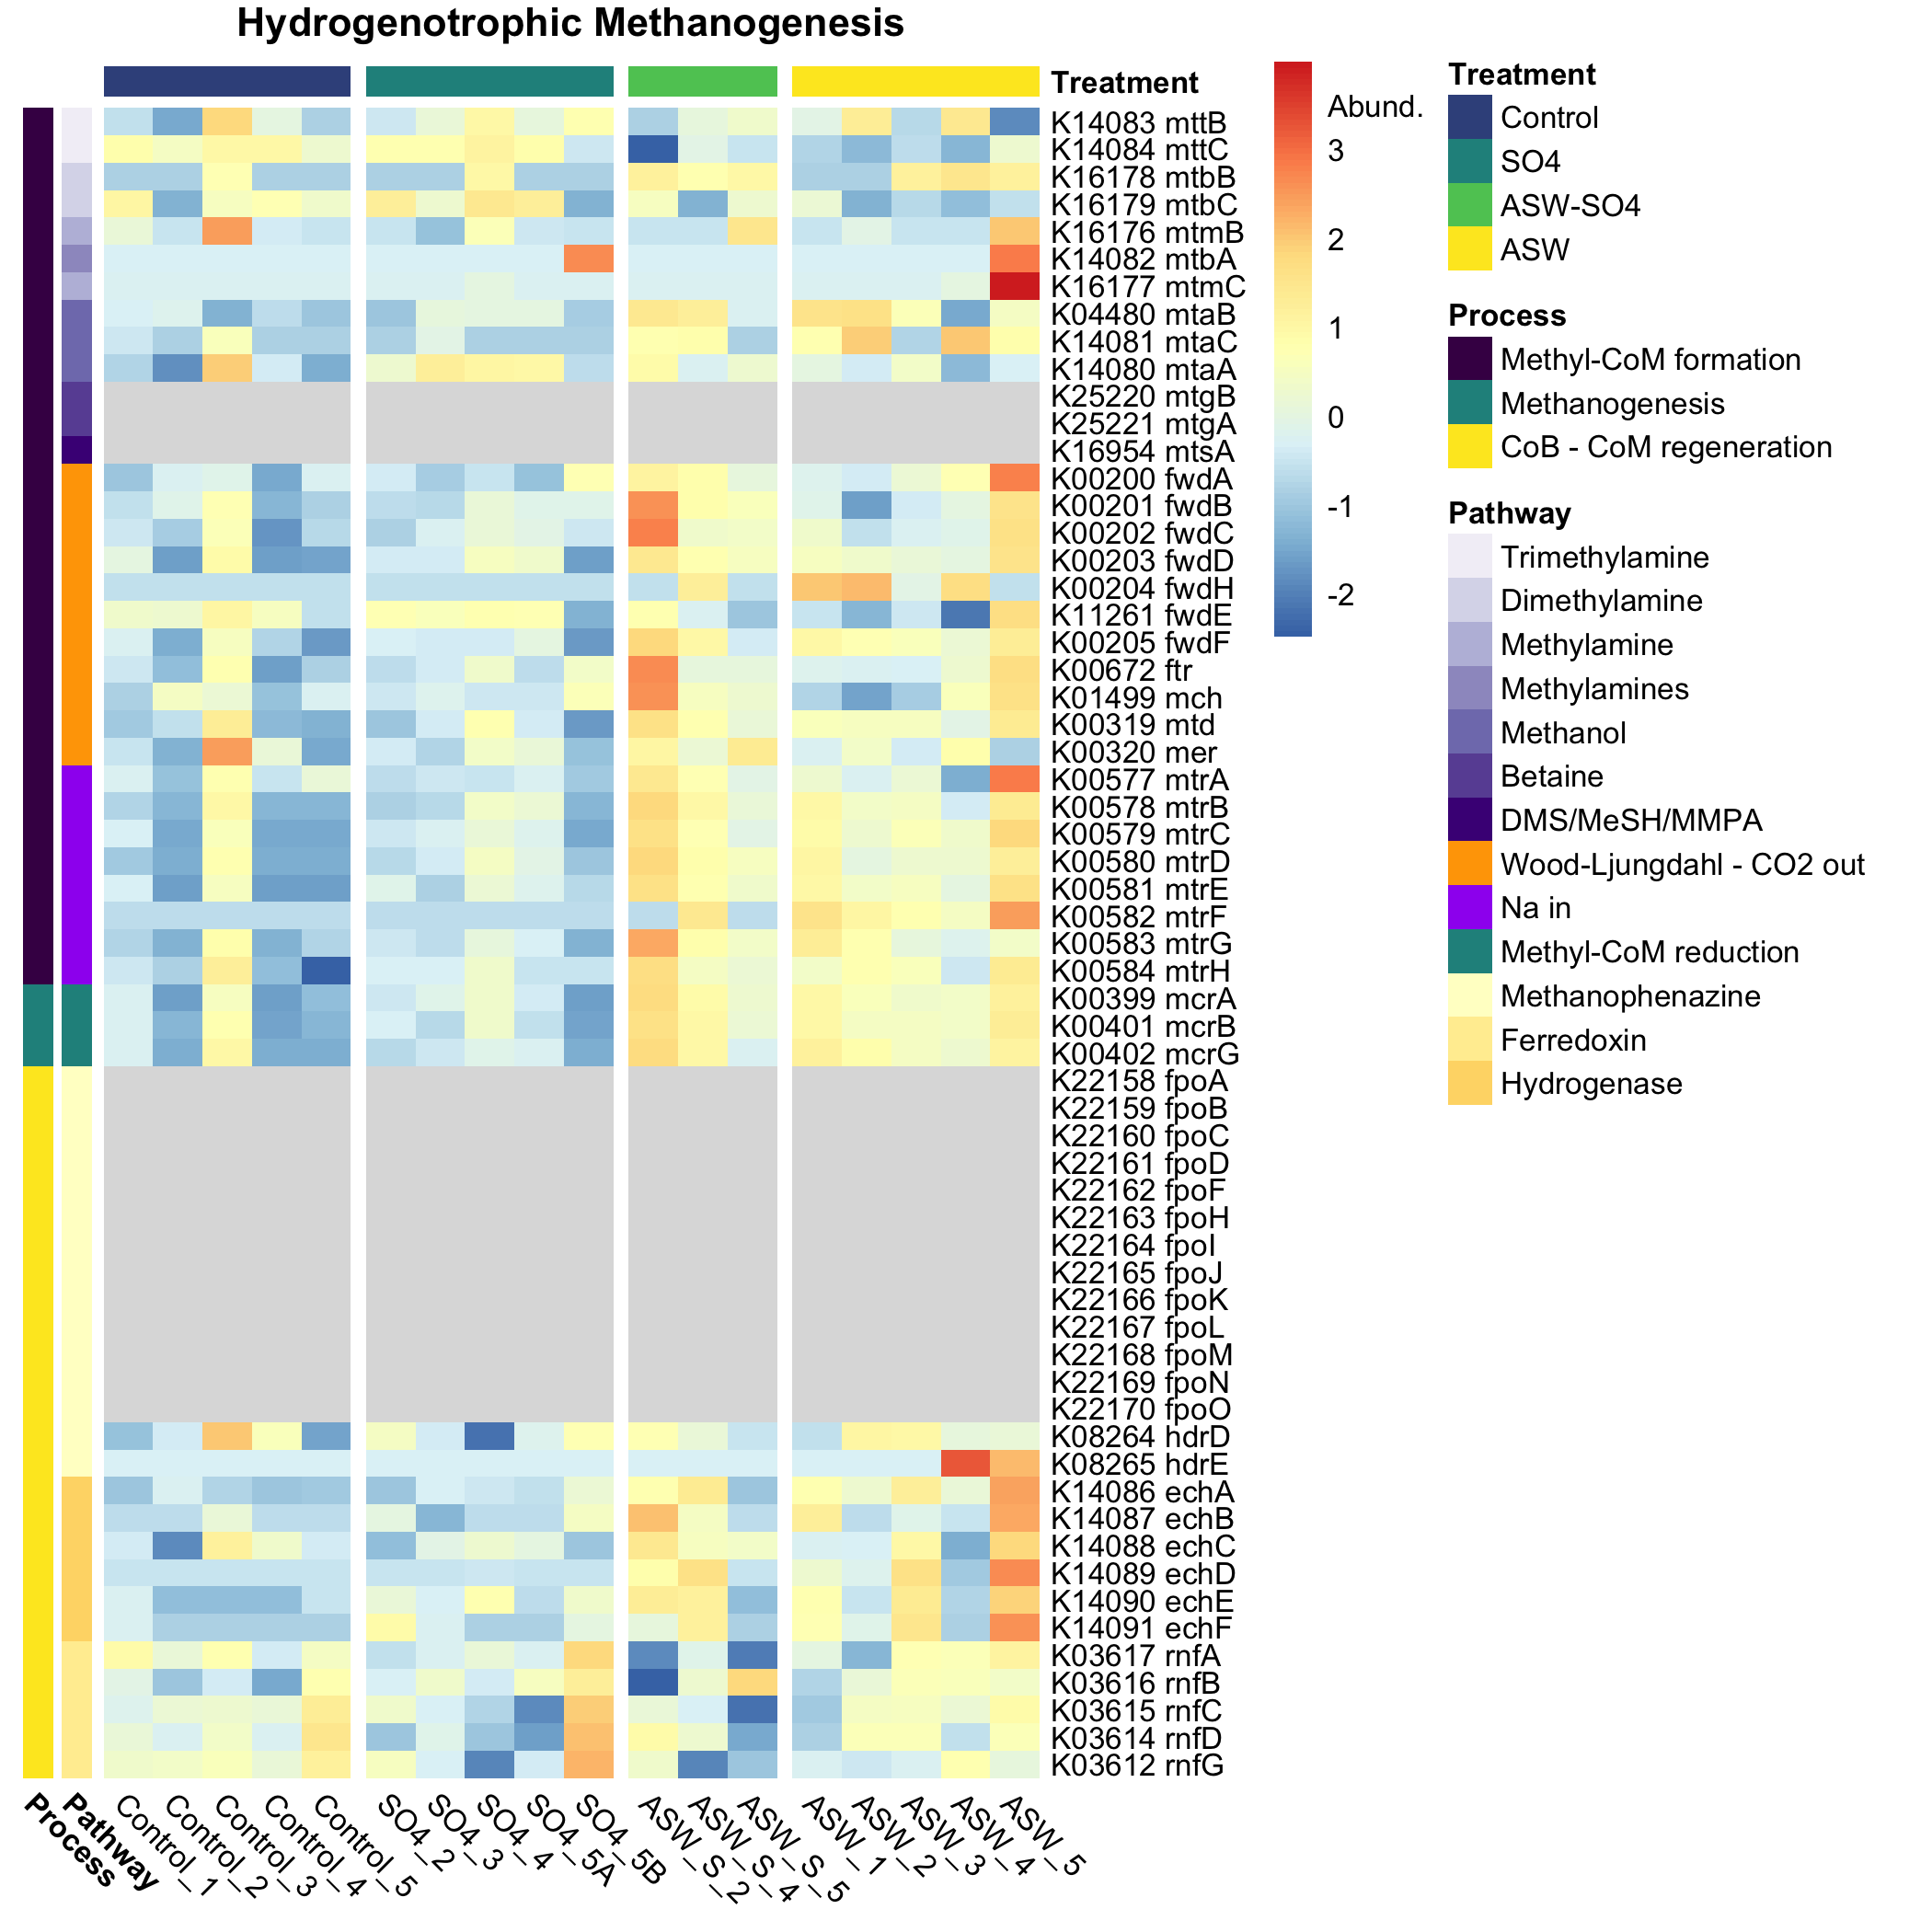 Hydrogenotrophic Methanogenesis
Treatment
K14083 mttB
K14084 mttC
K16178 mtbB
K16179 mtbC
K16176 mtmB
K14082 mtbA
K16177 mtmC
K04480 mtaB
K14081 mtaC
K14080 mtaA
K25220 mtgB
K25221 mtgA
K16954 mtsA
K00200 fwdA
K00201 fwdB
K00202 fwdC
K00203 fwdD
K00204 fwdH
K11261 fwdE
K00205 fwdF
K00672 ftr
K01499 mch
K00319 mtd
K00320 mer
K00577 mtrA
K00578 mtrB
K00579 mtrC
K00580 mtrD
K00581 mtrE
K00582 mtrF
K00583 mtrG
K00584 mtrH
K00399 mcrA
K00401 mcrB
K00402 mcrG
K22158 fpoA
K22159 fpoB
K22160 fpoC
K22161 fpoD
K22162 fpoF
K22163 fpoH
K22164 fpoI
K22165 fpoJ
K22166 fpoK
K22167 fpoL
K22168 fpoM
K22169 fpoN
K22170 fpoO
K08264 hdrD
K08265 hdrE
K14086 echA
K14087 echB
K14088 echC
K14089 echD
K14090 echE
K14091 echF
K03617 rnfA
K03616 rnfB
K03615 rnfC
K03614 rnfD
K03612 rnfG
Process
Pathway
Control_1
Control_2
Control_3
Control_4
Control_5
SO4_2
SO4_3
SO4_4
SO4_5A
SO4_5B
ASW_S_2
ASW_S_4
ASW_S_5
ASW_1
ASW_2
ASW_3
ASW_4
ASW_5
Abund.
3
2
1
0
-1
-2
Treatment
Control
SO4
ASW-SO4
ASW
Process
Methyl-CoM formation
Methanogenesis
CoB - CoM regeneration
Pathway
Trimethylamine
Dimethylamine
Methylamine
Methylamines
Methanol
Betaine
DMS/MeSH/MMPA
Wood-Ljungdahl - CO2 out
Na in
Methyl-CoM reduction
Methanophenazine
Ferredoxin
Hydrogenase